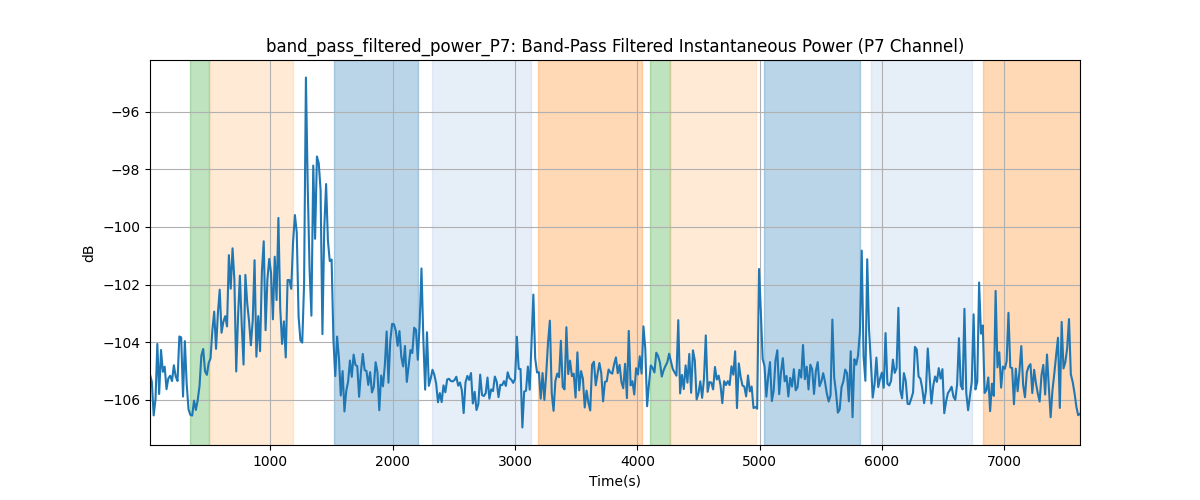 band_pass_filtered_power_P7: Band-Pass Filtered Instantaneous Power (P7 Channel)
−96
−98
−100
−102
−104
−106
dB
1000 2000 3000 4000 5000 6000 7000
Time(s)